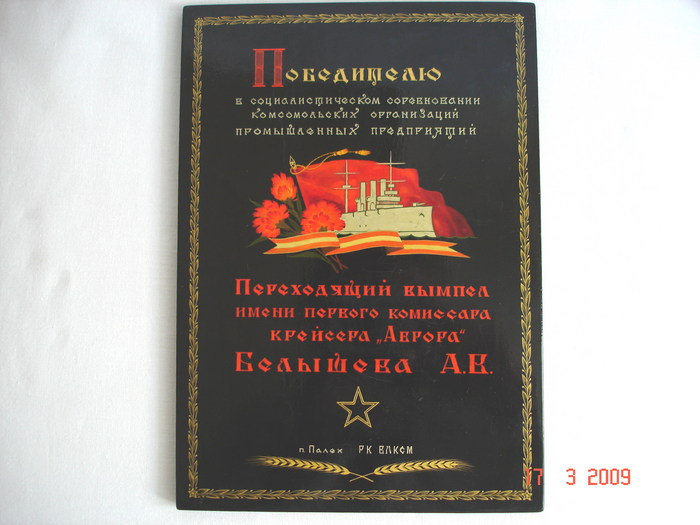 Победителю
в социалистическом соревновании
комсомольских организаций
промышленных предприятий
Переходящий вымпел
имени первого комиссара
крейсера „Аврора“
Белышева А.В.
п. Палех РК ВЛКСМ
17 3 2009